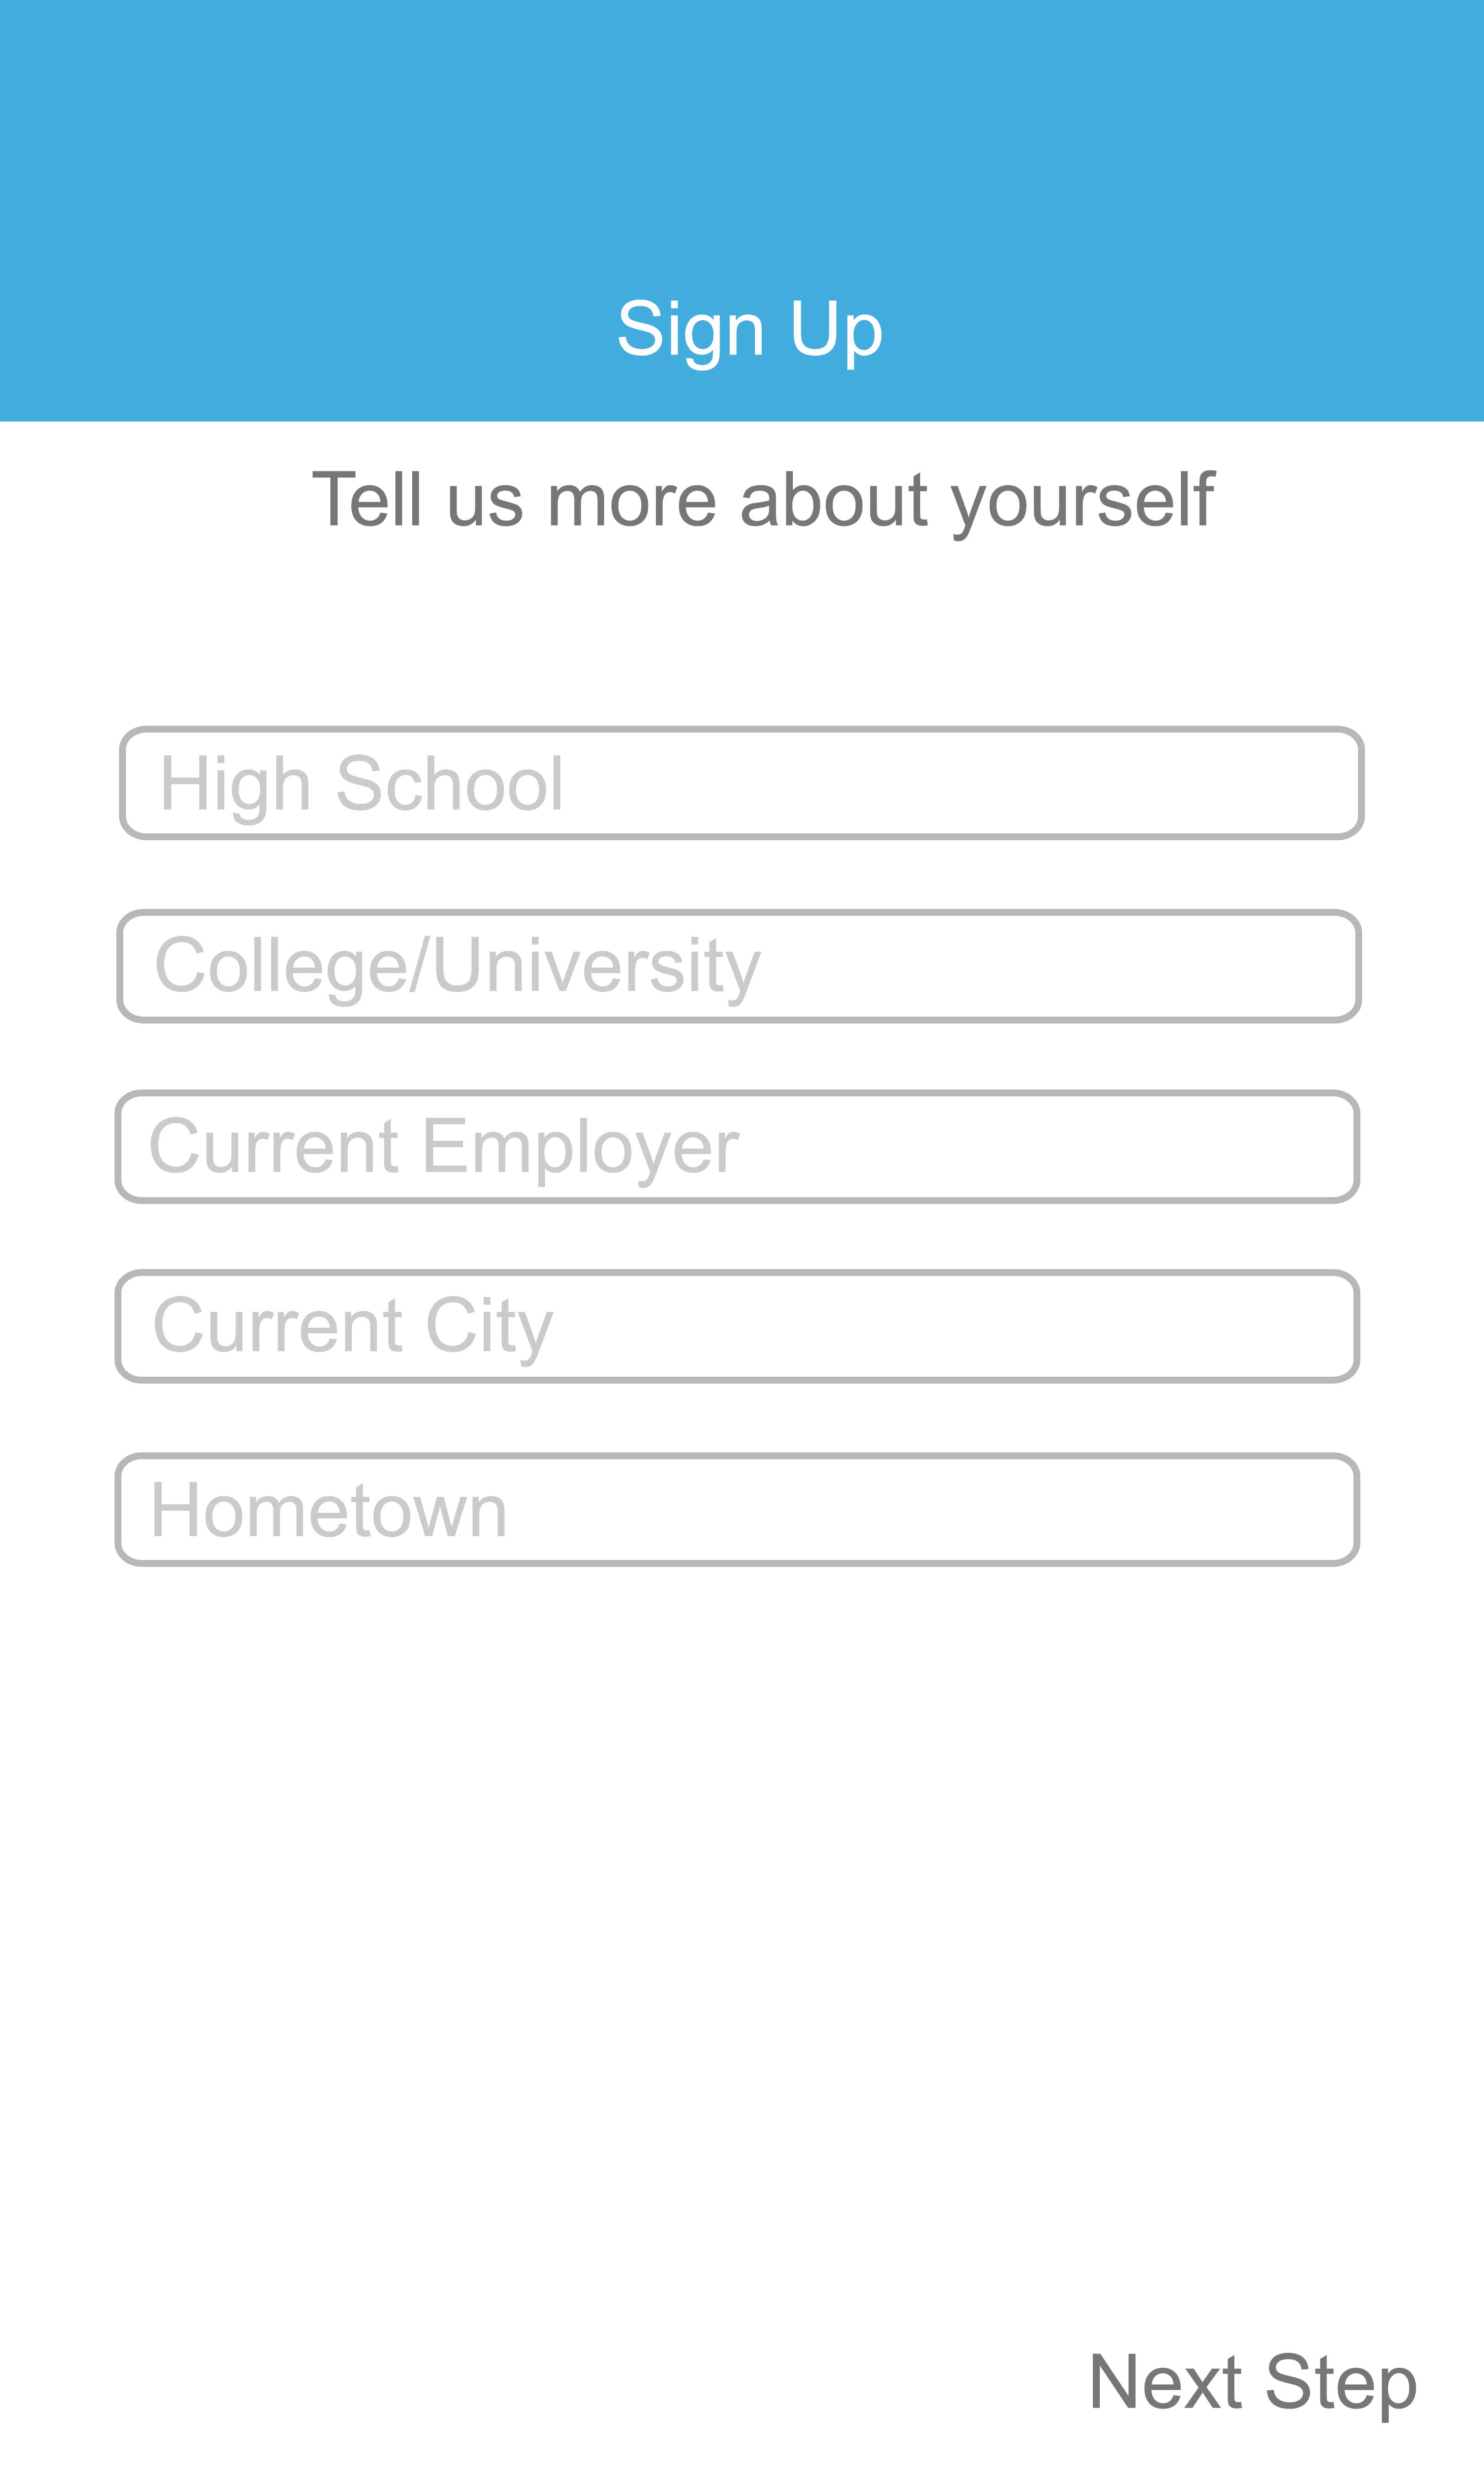 Sign Up
Tell us more about yourself
High School
College/University
Current Employer
Current City
Hometown
Next Step